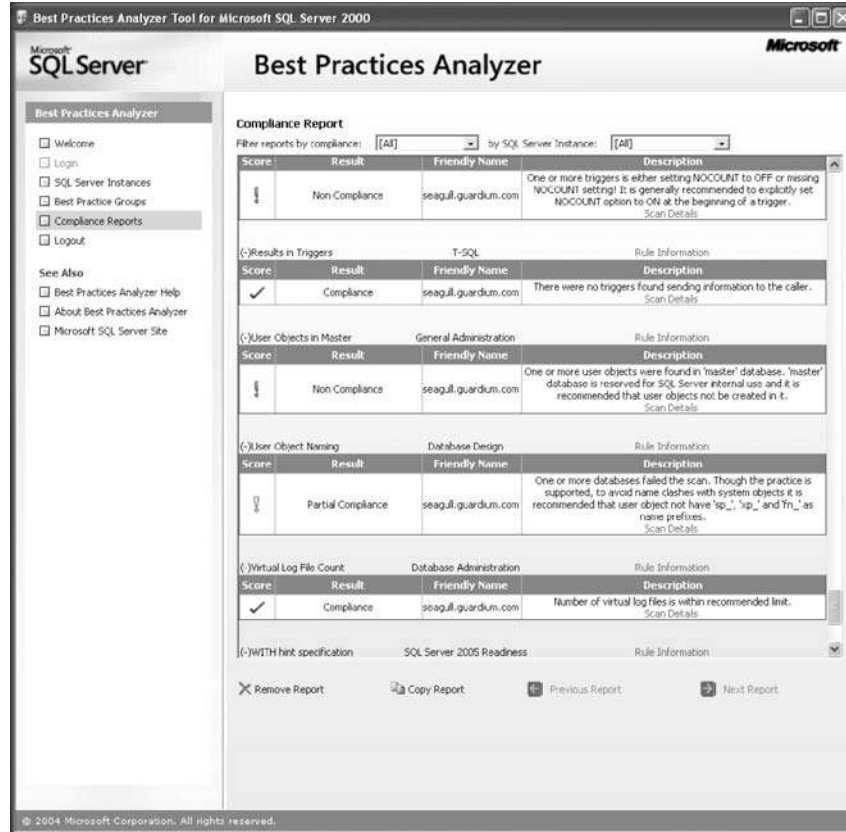 Best Practices Analyzer Tool for Microsoft SQL Server 2000
Microsoft
SQL Server
Best Practices Analyzer
Microsoft
Best Practices Analyzer
Welcome
Login
SQL Server Instances
Best Practice Groups
Compliance Reports
Logout
See Also
Best Practices Analyzer Help
About Best Practices Analyzer
Microsoft SQL Server Site
Compliance Report
Filter reports by compliance: [All] by SQL Server Instance: [All]
Score Result Friendly Name Description
Non Compliance seagull.guardium.com
One or more triggers is either setting NOCOUNT to OFF or missing
NOCOUNT setting! It is generally recommended to explicitly set
NOCOUNT option to ON at the beginning of a trigger.
Scan Details
(-)Results in Triggers T-SQL Rule Information
Score Result Friendly Name Description
Compliance seagull.guardium.com
There were no triggers found sending information to the caller.
Scan Details
(-)User Objects in Master General Administration Rule Information
Score Result Friendly Name Description
Non Compliance seagull.guardium.com
One or more user objects were found in 'master' database. 'master'
database is reserved for SQL Server internal use and it is
recommended that user objects not be created in it.
Scan Details
(-)User Object Naming Database Design Rule Information
Score Result Friendly Name Description
Partial Compliance seagull.guardium.com
One or more databases failed the scan. Though the practice is
supported, to avoid name clashes with system objects it is
recommended that user object not have 'sp_', 'xp_' and 'fn_' as
name prefixes.
Scan Details
(-)Virtual Log File Count Database Administration Rule Information
Score Result Friendly Name Description
Compliance seagull.guardium.com
Number of virtual log files is within recommended limit.
Scan Details
(-)WITH hint specification SQL Server 2005 Readiness Rule Information
Remove Report Copy Report Previous Report Next Report
© 2004 Microsoft Corporation. All rights reserved.